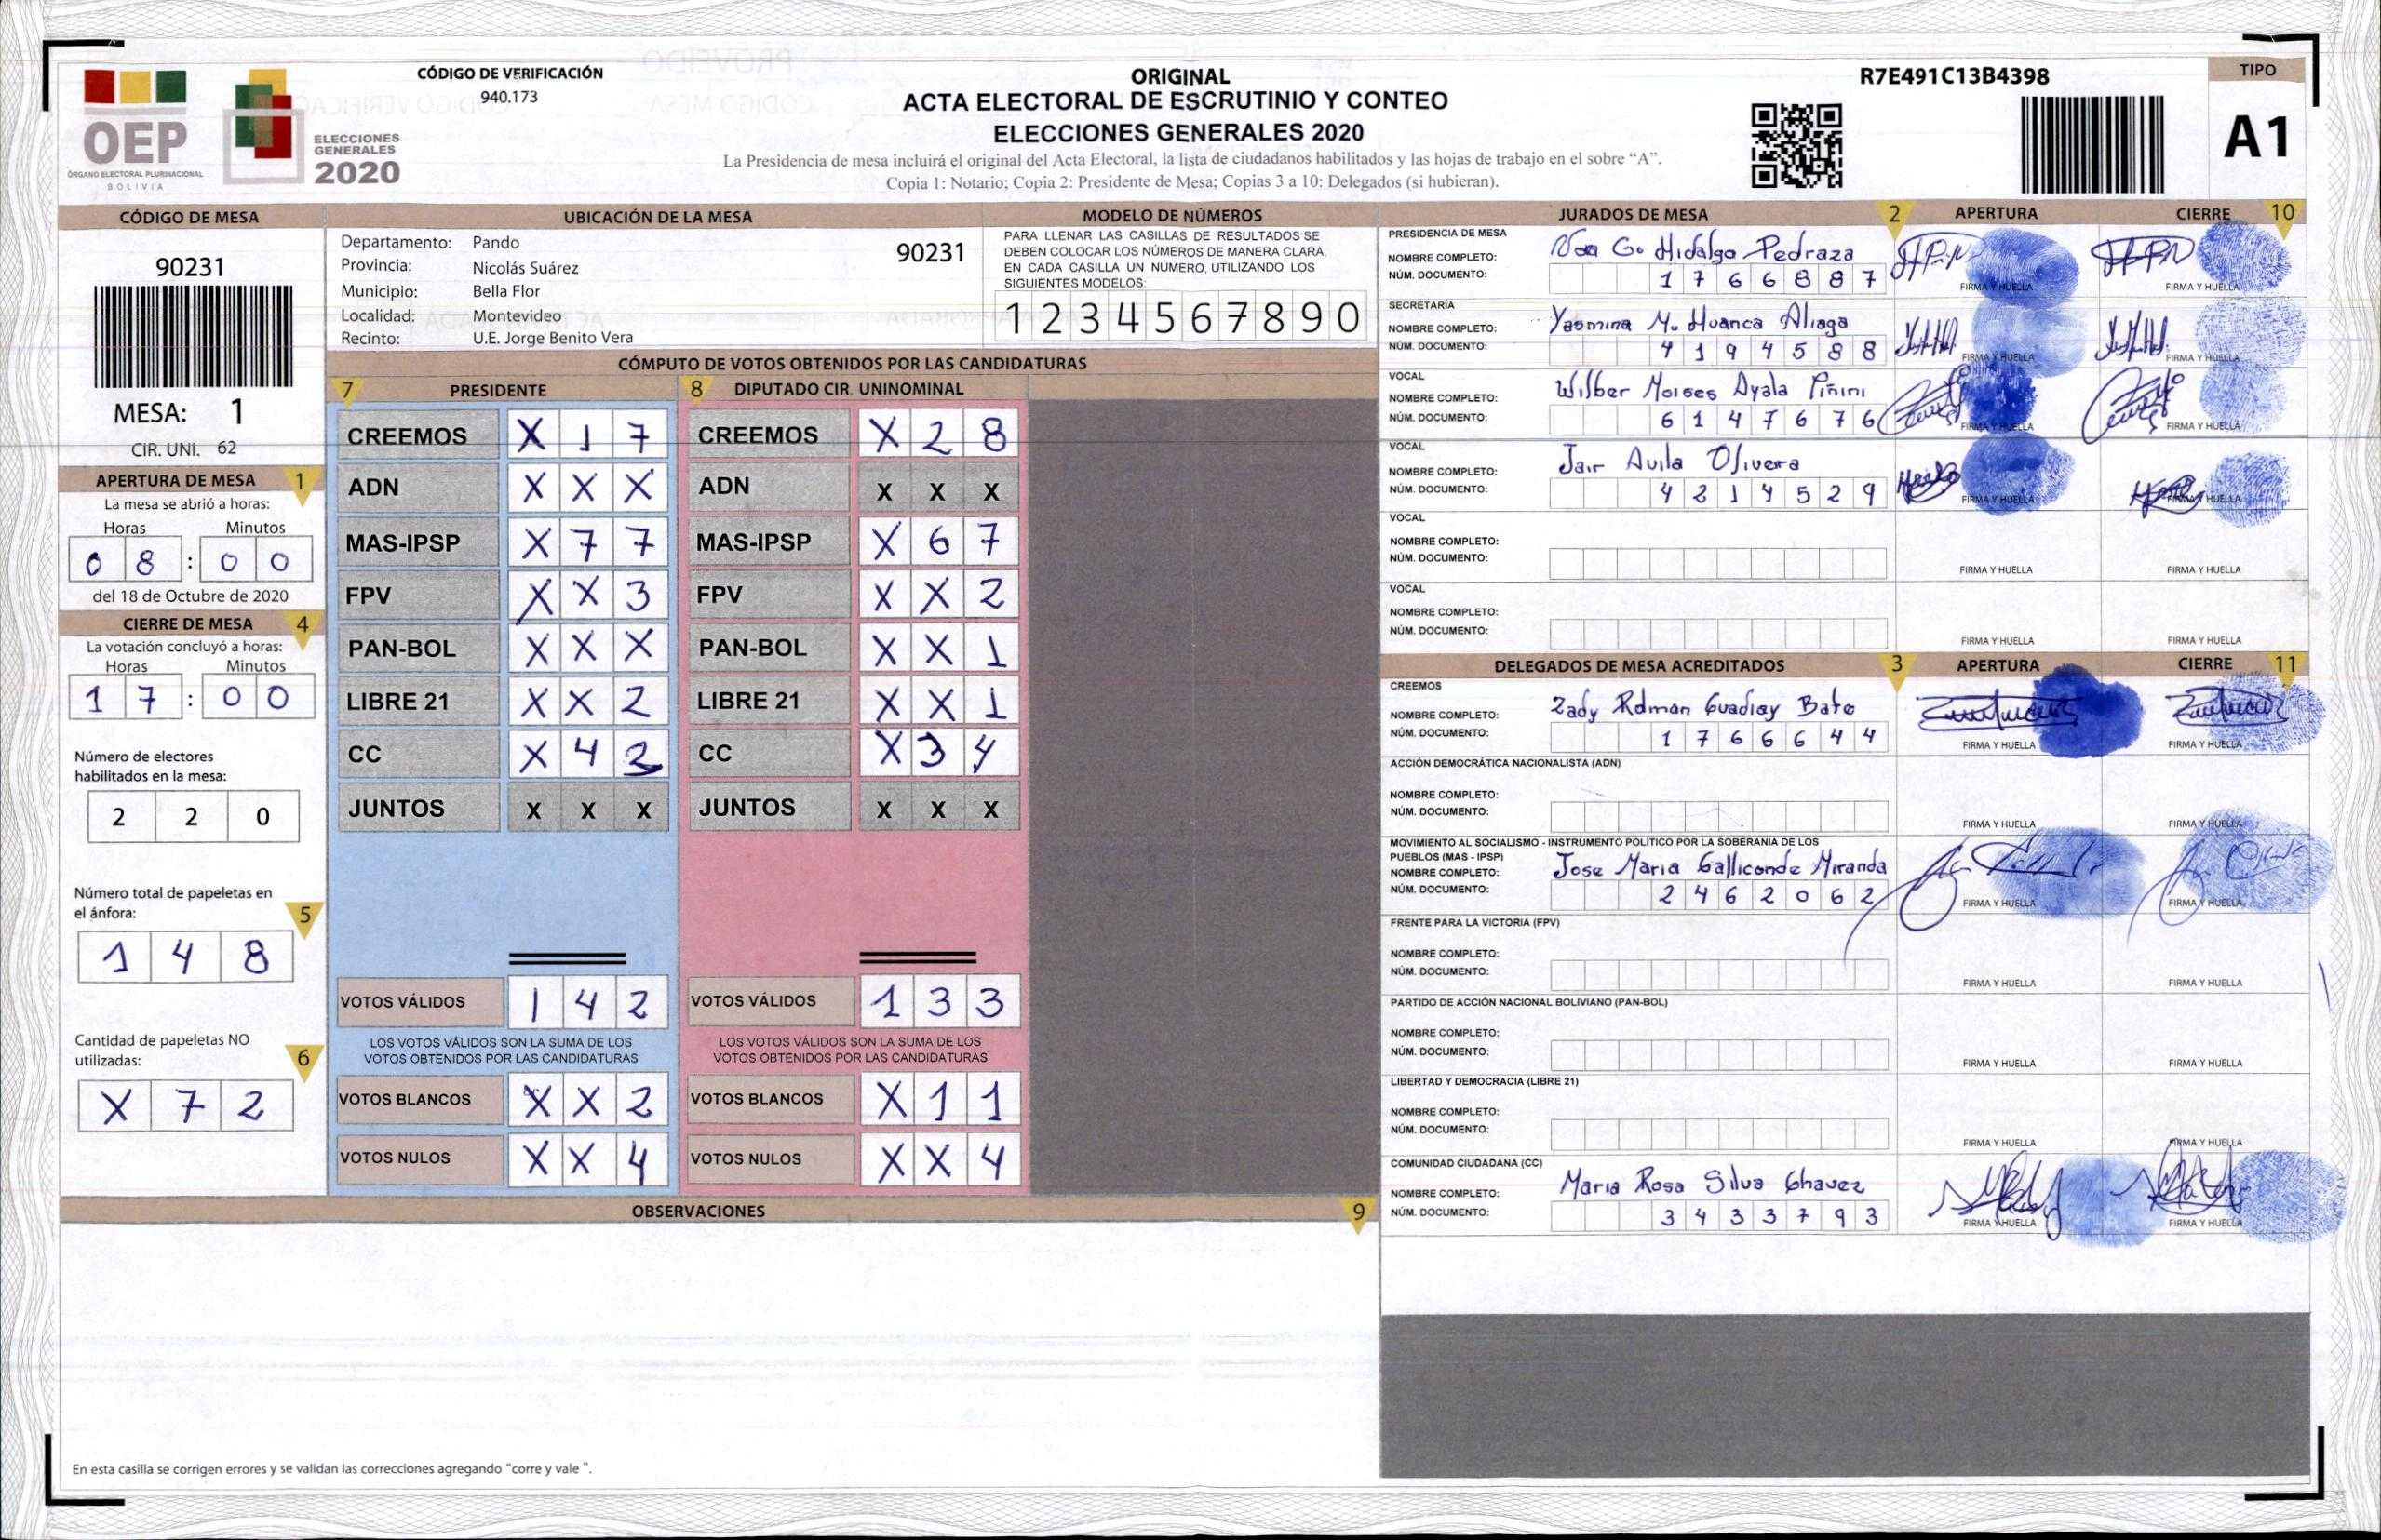 CÓDIGO DE VERIFICACIÓN
940.173
ORIGINAL
ACTA ELECTORAL DE ESCRUTINIO Y CONTEO
ELECCIONES GENERALES 2020
La Presidencia de mesa incluirá el original del Acta Electoral, la lista de ciudadanos habilitados y las hojas de trabajo en el sobre “A”.
Copia 1: Notario; Copia 2: Presidente de Mesa; Copias 3 a 10: Delegados (si hubieran).
R7E491C13B4398
TIPO
A1
OEP
ÓRGANO ELECTORAL PLURINACIONAL
BOLIVIA
ELECCIONES
GENERALES
2020
CÓDIGO DE MESA
90231
MESA: 1
CIR. UNI. 62
APERTURA DE MESA 1
La mesa se abrió a horas:
Horas Minutos
0 8 : 0 0
del 18 de Octubre de 2020
CIERRE DE MESA 4
La votación concluyó a horas:
Horas Minutos
1 7 : 0 0
Número de electores
habilitados en la mesa:
2 2 0
Número total de papeletas en
el ánfora: 5
1 4 8
Cantidad de papeletas NO
utilizadas: 6
X 7 2
UBICACIÓN DE LA MESA
Departamento: Pando 90231
Provincia: Nicolás Suárez
Municipio: Bella Flor
Localidad: Montevideo
Recinto: U.E. Jorge Benito Vera
MODELO DE NÚMEROS
PARA LLENAR LAS CASILLAS DE RESULTADOS SE
DEBEN COLOCAR LOS NÚMEROS DE MANERA CLARA.
EN CADA CASILLA UN NÚMERO, UTILIZANDO LOS
SIGUIENTES MODELOS:
1 2 3 4 5 6 7 8 9 0
CÓMPUTO DE VOTOS OBTENIDOS POR LAS CANDIDATURAS
7 PRESIDENTE
CREEMOS X 1 7
ADN X X X
MAS-IPSP X 7 7
FPV X X 3
PAN-BOL X X X
LIBRE 21 X X 2
CC X 4 3
JUNTOS X X X
VOTOS VÁLIDOS 1 4 2
LOS VOTOS VÁLIDOS SON LA SUMA DE LOS
VOTOS OBTENIDOS POR LAS CANDIDATURAS
VOTOS BLANCOS X X 2
VOTOS NULOS X X 4
8 DIPUTADO CIR. UNINOMINAL
CREEMOS X 2 8
ADN X X X
MAS-IPSP X 6 7
FPV X X 2
PAN-BOL X X 1
LIBRE 21 X X 1
CC X 3 4
JUNTOS X X X
VOTOS VÁLIDOS 1 3 3
LOS VOTOS VÁLIDOS SON LA SUMA DE LOS
VOTOS OBTENIDOS POR LAS CANDIDATURAS
VOTOS BLANCOS X 1 1
VOTOS NULOS X X 4
OBSERVACIONES 9
En esta casilla se corrigen errores y se validan las correcciones agregando “corre y vale ”.
JURADOS DE MESA 2 APERTURA CIERRE 10
PRESIDENCIA DE MESA
NOMBRE COMPLETO: Go Hidalgo Pedraza
NÚM. DOCUMENTO: 1 7 6 6 8 8 7
FIRMA Y HUELLA FIRMA Y HUELLA
SECRETARÍA
NOMBRE COMPLETO: Yasmina M. Huanca Aliaga
NÚM. DOCUMENTO: 4 1 9 4 5 8 8
FIRMA Y HUELLA FIRMA Y HUELLA
VOCAL
NOMBRE COMPLETO: Wilber Moises Ayala Piñini
NÚM. DOCUMENTO: 6 1 4 7 6 7 6
FIRMA Y HUELLA FIRMA Y HUELLA
VOCAL
NOMBRE COMPLETO: Jair Avila Olivera
NÚM. DOCUMENTO: 4 2 1 4 5 2 9
FIRMA Y HUELLA FIRMA Y HUELLA
VOCAL
NOMBRE COMPLETO:
NÚM. DOCUMENTO:
FIRMA Y HUELLA FIRMA Y HUELLA
VOCAL
NOMBRE COMPLETO:
NÚM. DOCUMENTO:
FIRMA Y HUELLA FIRMA Y HUELLA
DELEGADOS DE MESA ACREDITADOS 3 APERTURA CIERRE 11
CREEMOS
NOMBRE COMPLETO: Zady Rdman Guadiay Bate
NÚM. DOCUMENTO: 1 7 6 6 6 4 4
FIRMA Y HUELLA FIRMA Y HUELLA
ACCIÓN DEMOCRÁTICA NACIONALISTA (ADN)
NOMBRE COMPLETO:
NÚM. DOCUMENTO:
FIRMA Y HUELLA FIRMA Y HUELLA
MOVIMIENTO AL SOCIALISMO - INSTRUMENTO POLÍTICO POR LA SOBERANIA DE LOS
PUEBLOS (MAS - IPSP)
NOMBRE COMPLETO: Jose Maria Galliconde Miranda
NÚM. DOCUMENTO: 2 4 6 2 0 6 2
FIRMA Y HUELLA FIRMA Y HUELLA
FRENTE PARA LA VICTORIA (FPV)
NOMBRE COMPLETO:
NÚM. DOCUMENTO:
FIRMA Y HUELLA FIRMA Y HUELLA
PARTIDO DE ACCIÓN NACIONAL BOLIVIANO (PAN-BOL)
NOMBRE COMPLETO:
NÚM. DOCUMENTO:
FIRMA Y HUELLA FIRMA Y HUELLA
LIBERTAD Y DEMOCRACIA (LIBRE 21)
NOMBRE COMPLETO:
NÚM. DOCUMENTO:
FIRMA Y HUELLA FIRMA Y HUELLA
COMUNIDAD CIUDADANA (CC)
NOMBRE COMPLETO: Maria Rosa Silva Chavez
NÚM. DOCUMENTO: 3 4 3 3 7 9 3
FIRMA Y HUELLA FIRMA Y HUELLA